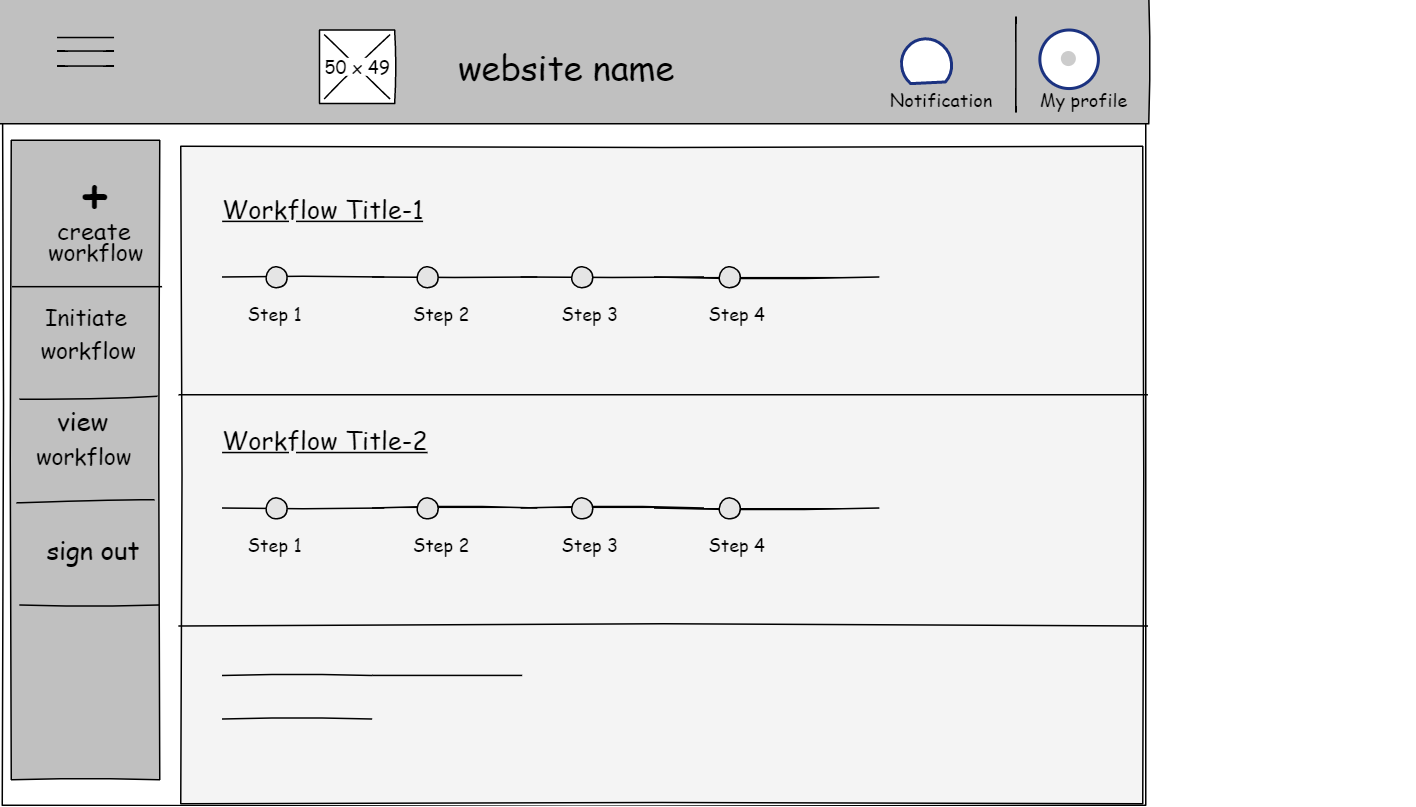 50 x 49
website name
Notification
My profile
+
create
workflow
Initiate
workflow
view
workflow
sign out
Workflow Title-1
Step 1
Step 2
Step 3
Step 4
Workflow Title-2
Step 1
Step 2
Step 3
Step 4